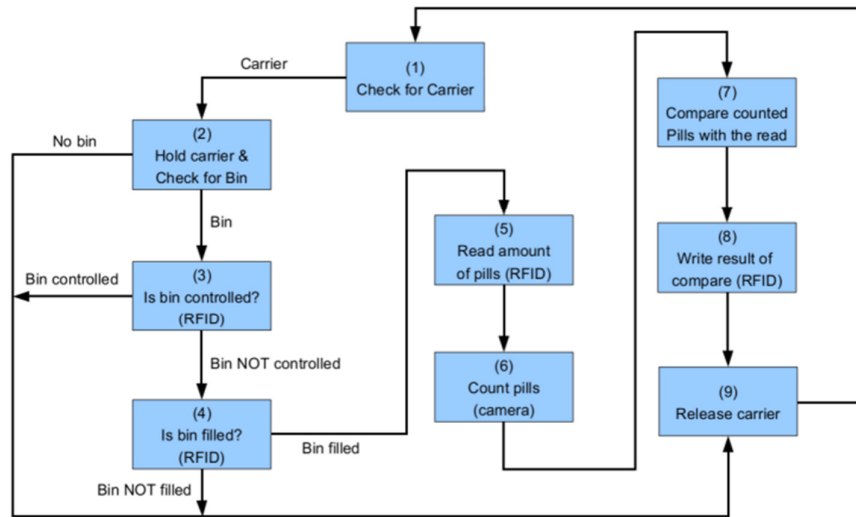 (1)
Check for Carrier
Carrier
(2)
Hold carrier &
Check for Bin
No bin
Bin
(3)
Is bin controlled?
(RFID)
Bin controlled
Bin NOT controlled
(4)
Is bin filled?
(RFID)
Bin filled
Bin NOT filled
(5)
Read amount
of pills (RFID)
(6)
Count pills
(camera)
(7)
Compare counted
Pills with the read
(8)
Write result of
compare (RFID)
(9)
Release carrier